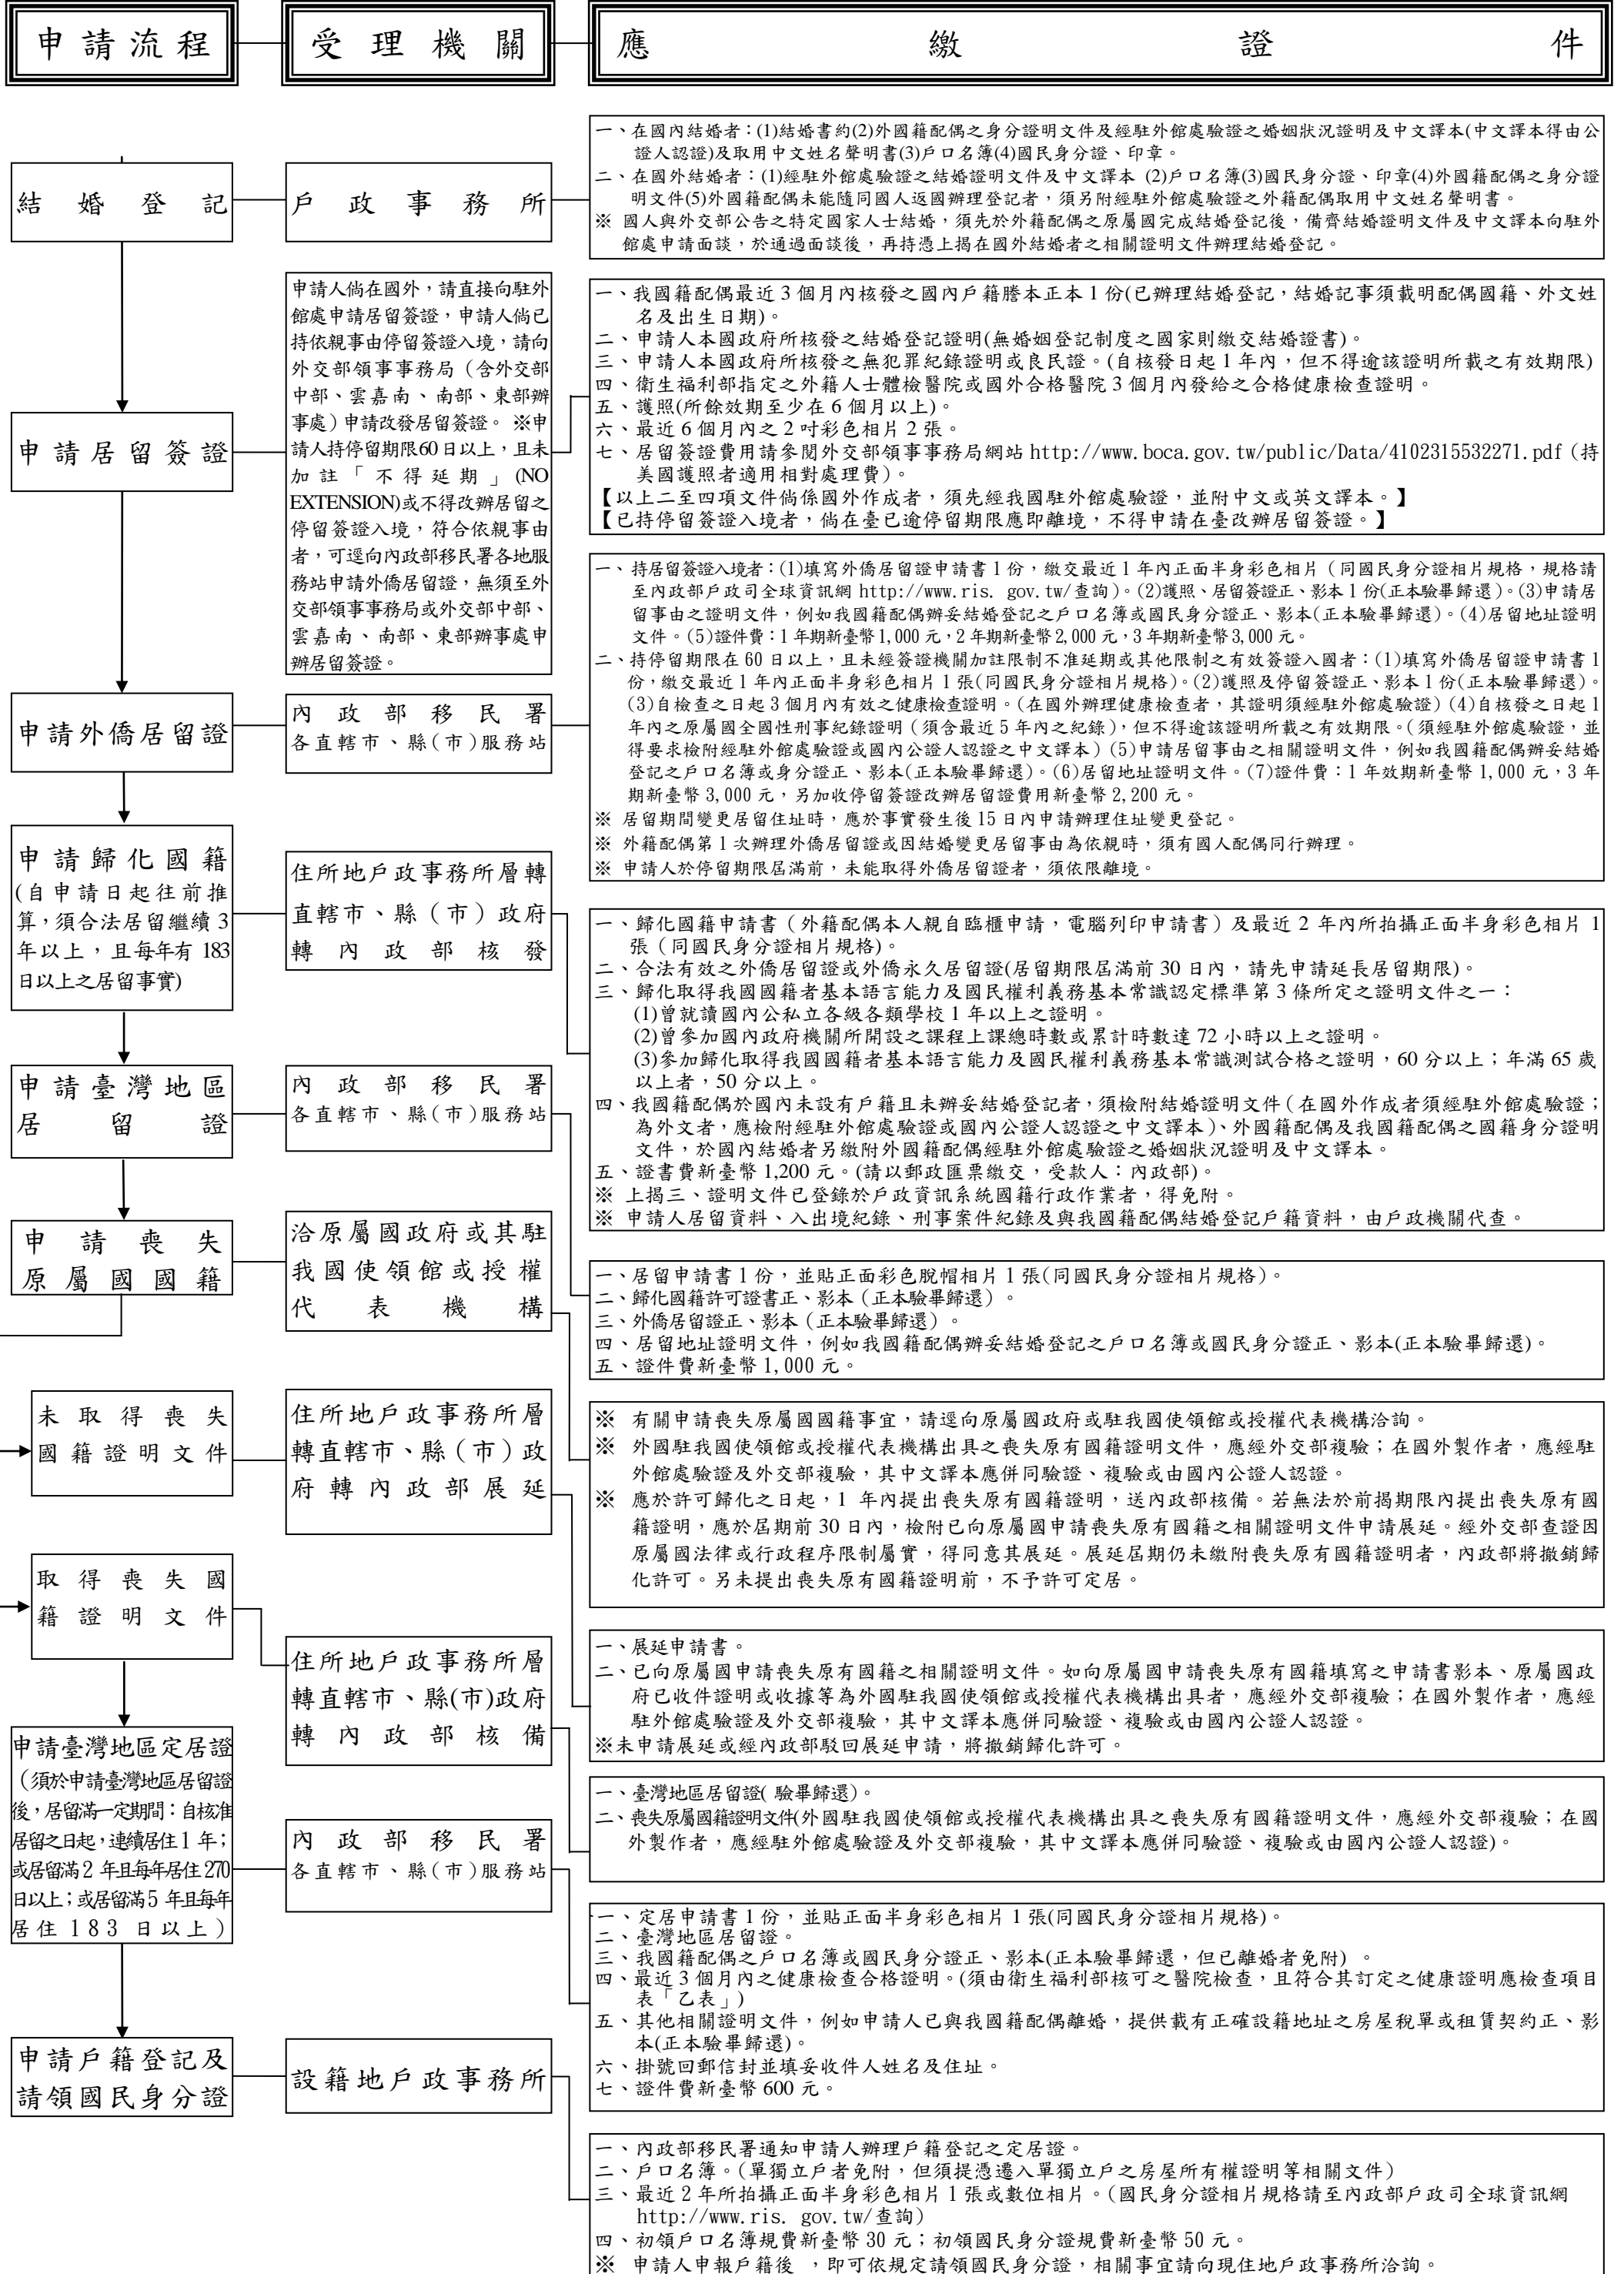 申請流程
受理機關
應繳證件
結婚登記
戶政事務所
一、在國內結婚者：(1)結婚書約(2)外國籍配偶之身分證明文件及經駐外館處驗證之婚姻狀況證明及中文譯本(中文譯本得由公
證人認證)及取用中文姓名聲明書(3)戶口名簿(4)國民身分證、印章。
二、在國外結婚者：(1)經駐外館處驗證之結婚證明文件及中文譯本 (2)戶口名簿(3)國民身分證、印章(4)外國籍配偶之身分證
明文件(5)外國籍配偶未能隨同國人返國辦理登記者，須另附經駐外館處驗證之外籍配偶取用中文姓名聲明書。
※ 國人與外交部公告之特定國家人士結婚，須先於外籍配偶之原屬國完成結婚登記後，備齊結婚證明文件及中文譯本向駐外
館處申請面談，於通過面談後，再持憑上揭在國外結婚者之相關證明文件辦理結婚登記。
申請居留簽證
申請人倘在國外，請直接向駐外
館處申請居留簽證，申請人倘已
持依親事由停留簽證入境，請向
外交部領事事務局（含外交部
中部、雲嘉南、南部、東部辦
事處）申請改發居留簽證。 ※申
請人持停留期限60日以上，且未
加註「不得延期」(NO
EXTENSION)或不得改辦居留之
停留簽證入境，符合依親事由
者，可逕向內政部移民署各地服
務站申請外僑居留證，無須至外
交部領事事務局或外交部中部、
雲嘉南、南部、東部辦事處申
辦居留簽證。
一、我國籍配偶最近 3 個月內核發之國內戶籍謄本正本 1 份(已辦理結婚登記，結婚記事須載明配偶國籍、外文姓
名及出生日期)。
二、申請人本國政府所核發之結婚登記證明(無婚姻登記制度之國家則繳交結婚證書)。
三、申請人本國政府所核發之無犯罪紀錄證明或良民證。(自核發日起 1 年內，但不得逾該證明所載之有效期限)
四、衛生福利部指定之外籍人士體檢醫院或國外合格醫院 3 個月內發給之合格健康檢查證明。
五、護照(所餘效期至少在 6 個月以上)。
六、最近 6 個月內之 2 吋彩色相片 2 張。
七、居留簽證費用請參閱外交部領事事務局網站 http://www.boca.gov.tw/public/Data/4102315532271.pdf（持
美國護照者適用相對處理費）。
【以上二至四項文件倘係國外作成者，須先經我國駐外館處驗證，並附中文或英文譯本。】
【已持停留簽證入境者，倘在臺已逾停留期限應即離境，不得申請在臺改辦居留簽證。】
申請外僑居留證
內政部移民署
各直轄市、縣（市）服務站
一、持居留簽證入境者：(1)填寫外僑居留證申請書 1 份，繳交最近 1 年內正面半身彩色相片（同國民身分證相片規格，規格請
至內政部戶政司全球資訊網 http://www.ris. gov.tw/查詢）。(2)護照、居留簽證正、影本 1 份(正本驗畢歸還)。(3)申請居
留事由之證明文件，例如我國籍配偶辦妥結婚登記之戶口名簿或國民身分證正、影本(正本驗畢歸還)。(4)居留地址證明
文件。(5)證件費：1 年期新臺幣 1,000 元，2 年期新臺幣 2,000 元，3 年期新臺幣 3,000 元。
二、持停留期限在 60 日以上，且未經簽證機關加註限制不准延期或其他限制之有效簽證入國者：(1)填寫外僑居留證申請書 1
份，繳交最近 1 年內正面半身彩色相片 1 張(同國民身分證相片規格)。(2)護照及停留簽證正、影本 1 份(正本驗畢歸還)。
(3)自檢查之日起 3 個月內有效之健康檢查證明。(在國外辦理健康檢查者，其證明須經駐外館處驗證)(4)自核發之日起 1
年內之原屬國全國性刑事紀錄證明（須含最近 5 年內之紀錄），但不得逾該證明所載之有效期限。(須經駐外館處驗證，並
得要求檢附經駐外館處驗證或國內公證人認證之中文譯本)(5)申請居留事由之相關證明文件，例如我國籍配偶辦妥結婚
登記之戶口名簿或身分證正、影本(正本驗畢歸還)。(6)居留地址證明文件。(7)證件費：1 年效期新臺幣 1,000 元，3 年
期新臺幣 3,000 元，另加收停留簽證改辦居留證費用新臺幣 2,200 元。
※ 居留期間變更居留住址時，應於事實發生後 15 日內申請辦理住址變更登記。
※ 外籍配偶第 1 次辦理外僑居留證或因結婚變更居留事由為依親時，須有國人配偶同行辦理。
※ 申請人於停留期限屆滿前，未能取得外僑居留證者，須依限離境。
申請歸化國籍
(自申請日起往前推
算，須合法居留繼續 3
年以上，且每年有 183
日以上之居留事實)
住所地戶政事務所層轉
直轄市、縣（市）政府
轉內政部核發
一、歸化國籍申請書（外籍配偶本人親自臨櫃申請，電腦列印申請書）及最近 2 年內所拍攝正面半身彩色相片 1
張（同國民身分證相片規格)。
二、合法有效之外僑居留證或外僑永久居留證(居留期限屆滿前 30 日內，請先申請延長居留期限)。
三、歸化取得我國國籍者基本語言能力及國民權利義務基本常識認定標準第 3 條所定之證明文件之一：
(1)曾就讀國內公私立各級各類學校 1 年以上之證明。
(2)曾參加國內政府機關所開設之課程上課總時數或累計時數達 72 小時以上之證明。
(3)參加歸化取得我國國籍者基本語言能力及國民權利義務基本常識測試合格之證明，60 分以上；年滿 65 歲
以上者，50 分以上。
四、我國籍配偶於國內未設有戶籍且未辦妥結婚登記者，須檢附結婚證明文件（在國外作成者須經駐外館處驗證；
為外文者，應檢附經駐外館處驗證或國內公證人認證之中文譯本）、外國籍配偶及我國籍配偶之國籍身分證明
文件，於國內結婚者另繳附外國籍配偶經駐外館處驗證之婚姻狀況證明及中文譯本。
五、證書費新臺幣 1,200 元。(請以郵政匯票繳交，受款人：內政部)。
※ 上揭三、證明文件已登錄於戶政資訊系統國籍行政作業者，得免附。
※ 申請人居留資料、入出境紀錄、刑事案件紀錄及與我國籍配偶結婚登記戶籍資料，由戶政機關代查。
申請臺灣地區
居留證
內政部移民署
各直轄市、縣（市）服務站
一、居留申請書 1 份，並貼正面彩色脫帽相片 1 張(同國民身分證相片規格)。
二、歸化國籍許可證書正、影本（正本驗畢歸還）。
三、外僑居留證正、影本（正本驗畢歸還）。
四、居留地址證明文件，例如我國籍配偶辦妥結婚登記之戶口名簿或國民身分證正、影本(正本驗畢歸還)。
五、證件費新臺幣 1,000 元。
申請喪失
原屬國國籍
洽原屬國政府或其駐
我國使領館或授權
代表機構
※ 有關申請喪失原屬國國籍事宜，請逕向原屬國政府或駐我國使領館或授權代表機構洽詢。
※ 外國駐我國使領館或授權代表機構出具之喪失原有國籍證明文件，應經外交部複驗；在國外製作者，應經駐
外館處驗證及外交部複驗，其中文譯本應併同驗證、複驗或由國內公證人認證。
※ 應於許可歸化之日起，1 年內提出喪失原有國籍證明，送內政部核備。若無法於前揭期限內提出喪失原有國
籍證明，應於屆期前 30 日內，檢附已向原屬國申請喪失原有國籍之相關證明文件申請展延。經外交部查證因
原屬國法律或行政程序限制屬實，得同意其展延。展延屆期仍未繳附喪失原有國籍證明者，內政部將撤銷歸
化許可。另未提出喪失原有國籍證明前，不予許可定居。
未取得喪失
國籍證明文件
住所地戶政事務所層
轉直轄市、縣（市）政
府轉內政部展延
一、展延申請書。
二、已向原屬國申請喪失原有國籍之相關證明文件。如向原屬國申請喪失原有國籍填寫之申請書影本、原屬國政
府已收件證明或收據等為外國駐我國使領館或授權代表機構出具者，應經外交部複驗；在國外製作者，應經
駐外館處驗證及外交部複驗，其中文譯本應併同驗證、複驗或由國內公證人認證。
※未申請展延或經內政部駁回展延申請，將撤銷歸化許可。
取得喪失國
籍證明文件
住所地戶政事務所層
轉直轄市、縣(市)政府
轉內政部核備
一、臺灣地區居留證( 驗畢歸還)。
二、喪失原屬國籍證明文件(外國駐我國使領館或授權代表機構出具之喪失原有國籍證明文件，應經外交部複驗；在國
外製作者，應經駐外館處驗證及外交部複驗，其中文譯本應併同驗證、複驗或由國內公證人認證)。
申請臺灣地區定居證
（須於申請臺灣地區居留證
後，居留滿一定期間：自核准
居留之日起，連續居住 1 年；
或居留滿 2 年且每年居住 270
日以上；或居留滿 5 年且每年
居住 183 日以上）
內政部移民署
各直轄市、縣（市）服務站
一、定居申請書 1 份，並貼正面半身彩色相片 1 張(同國民身分證相片規格)。
二、臺灣地區居留證。
三、我國籍配偶之戶口名簿或國民身分證正、影本(正本驗畢歸還，但已離婚者免附) 。
四、最近 3 個月內之健康檢查合格證明。(須由衛生福利部核可之醫院檢查，且符合其訂定之健康證明應檢查項目
表「乙表」)
五、其他相關證明文件，例如申請人已與我國籍配偶離婚，提供載有正確設籍地址之房屋稅單或租賃契約正、影
本(正本驗畢歸還)。
六、掛號回郵信封並填妥收件人姓名及住址。
七、證件費新臺幣 600 元。
申請戶籍登記及
請領國民身分證
設籍地戶政事務所
一、內政部移民署通知申請人辦理戶籍登記之定居證。
二、戶口名簿。(單獨立戶者免附，但須提憑遷入單獨立戶之房屋所有權證明等相關文件)
三、最近 2 年所拍攝正面半身彩色相片 1 張或數位相片。(國民身分證相片規格請至內政部戶政司全球資訊網
http://www.ris. gov.tw/查詢)
四、初領戶口名簿規費新臺幣 30 元；初領國民身分證規費新臺幣 50 元。
※ 申請人申報戶籍後 ，即可依規定請領國民身分證，相關事宜請向現住地戶政事務所洽詢。